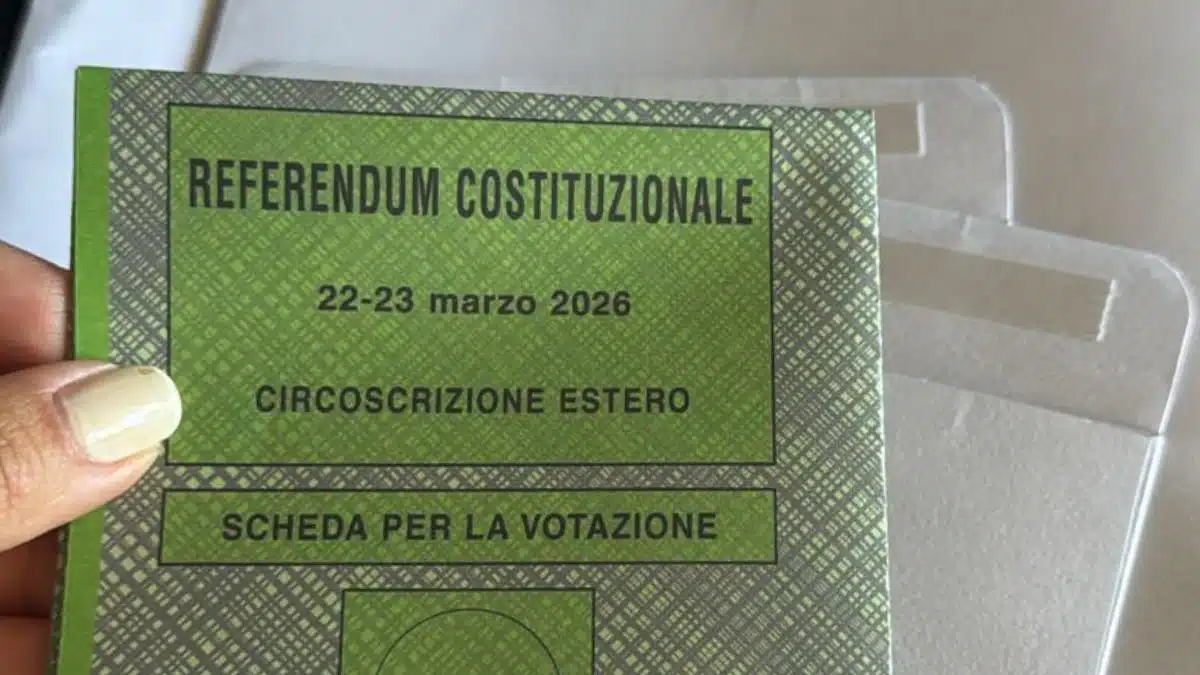 REFERENDUM COSTITUZIONALE
22-23 marzo 2026
CIRCOSCRIZIONE ESTERO
SCHEDA PER LA VOTAZIONE